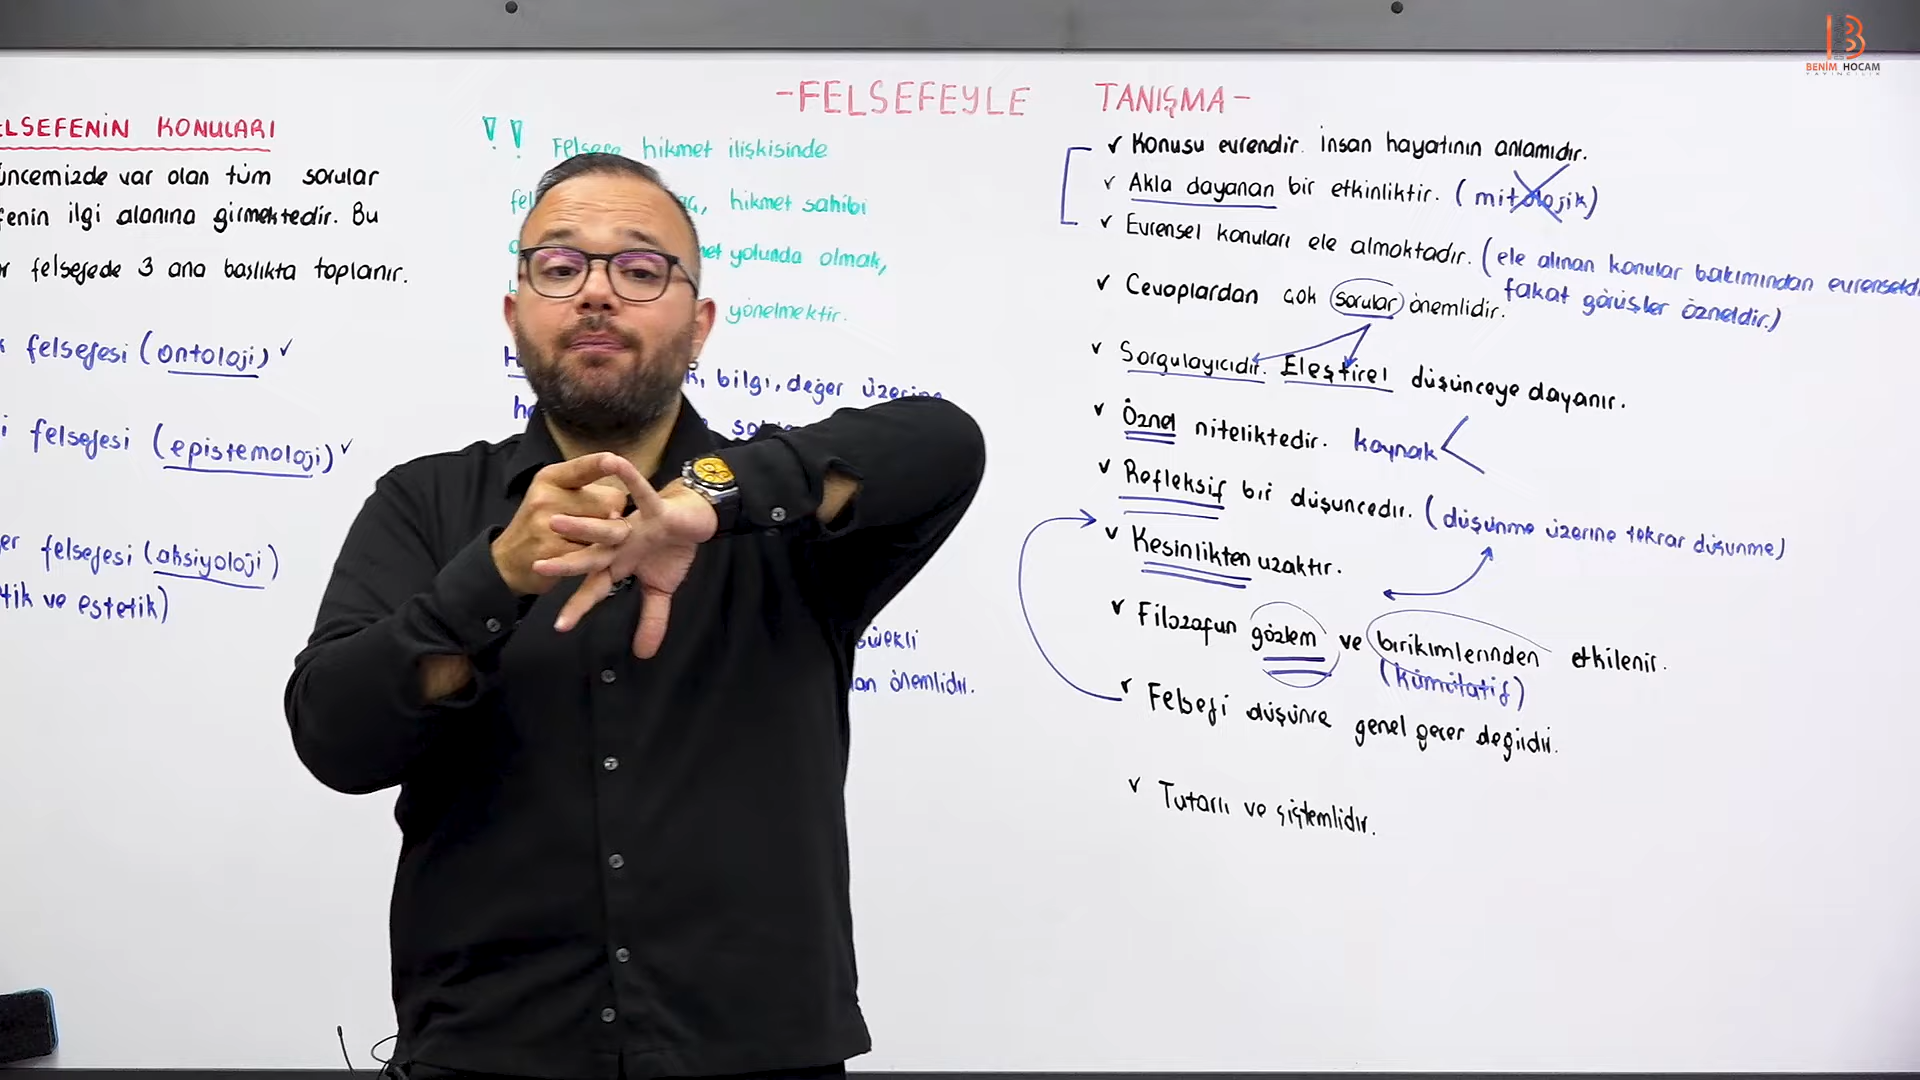 BENİM HOCAM
YAYINCILIK
-FELSEFEYLE TANIŞMA-
ELSEFENİN KONULARI
üncemizde var olan tüm sorular
fenin ilgi alanına girmektedir. Bu
r felsefede 3 ana başlıkta toplanır.
k felsefesi (ontoloji) ✓
i felsefesi (epistemoloji) ✓
er felsefesi (aksiyoloji)
tik ve estetik)
!! Felsefe hikmet ilişkisinde
hikmet sahibi
yolunda olmak,
yönelmektir.
bilgi, değer üzerine
an önemlidir.
✓ Konusu evrendir. İnsan hayatının anlamıdır.
✓ Akla dayanan bir etkinliktir. (mitolojik)
✓ Evrensel konuları ele almaktadır. (ele alınan konular bakımından evrenseldi
fakat görüşler özneldir.)
✓ Cevaplardan çok sorular önemlidir.
✓ Sorgulayıcıdır. Eleştirel düşünceye dayanır.
✓ Öznel niteliktedir. kaynak
✓ Refleksif bir düşüncedir. (düşünme üzerine tekrar düşünme)
✓ Kesinlikten uzaktır.
✓ Filozofun gözlem ve birikimlerinden etkilenir.
(kümülatif)
✓ Felsefi düşünce genel geçer değildir.
✓ Tutarlı ve sistemlidir.